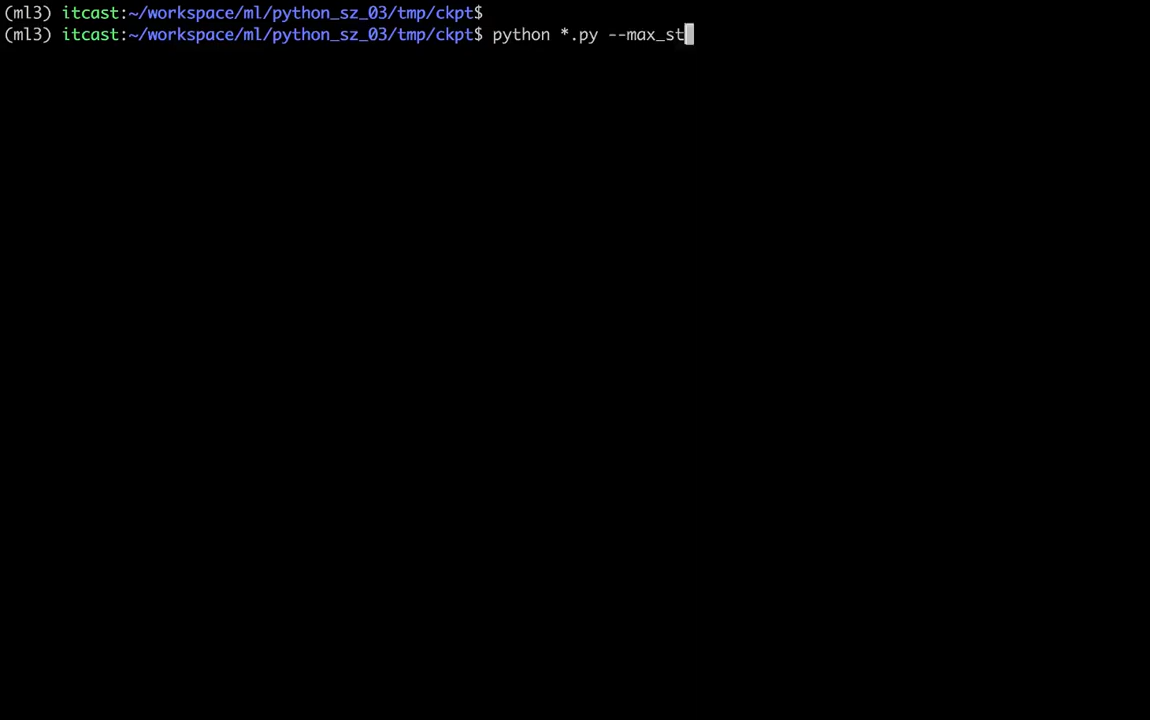 (ml3) itcast:~/workspace/ml/python_sz_03/tmp/ckpt$
(ml3) itcast:~/workspace/ml/python_sz_03/tmp/ckpt$ python *.py --max_st